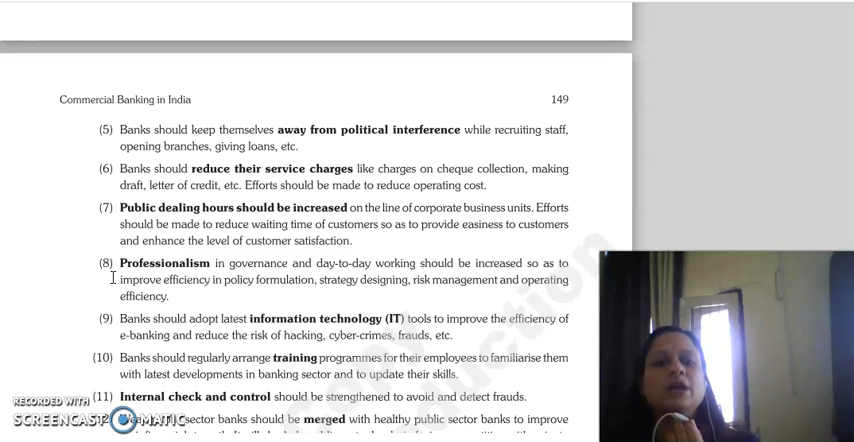 Commercial Banking in India 149
(5) Banks should keep themselves away from political interference while recruiting staff,
opening branches, giving loans, etc.
(6) Banks should reduce their service charges like charges on cheque collection, making
draft, letter of credit, etc. Efforts should be made to reduce operating cost.
(7) Public dealing hours should be increased on the line of corporate business units. Efforts
should be made to reduce waiting time of customers so as to provide easiness to customers
and enhance the level of customer satisfaction.
(8) Professionalism in governance and day-to-day working should be increased so as to
improve efficiency in policy formulation, strategy designing, risk management and operating
efficiency.
(9) Banks should adopt latest information technology (IT) tools to improve the efficiency of
e-banking and reduce the risk of hacking, cyber-crimes, frauds, etc.
(10) Banks should regularly arrange training programmes for their employees to familiarise them
with latest developments in banking sector and to update their skills.
(11) Internal check and control should be strengthened to avoid and detect frauds.
sector banks should be merged with healthy public sector banks to improve
RECORDED WITH
SCREENCAST MATIC